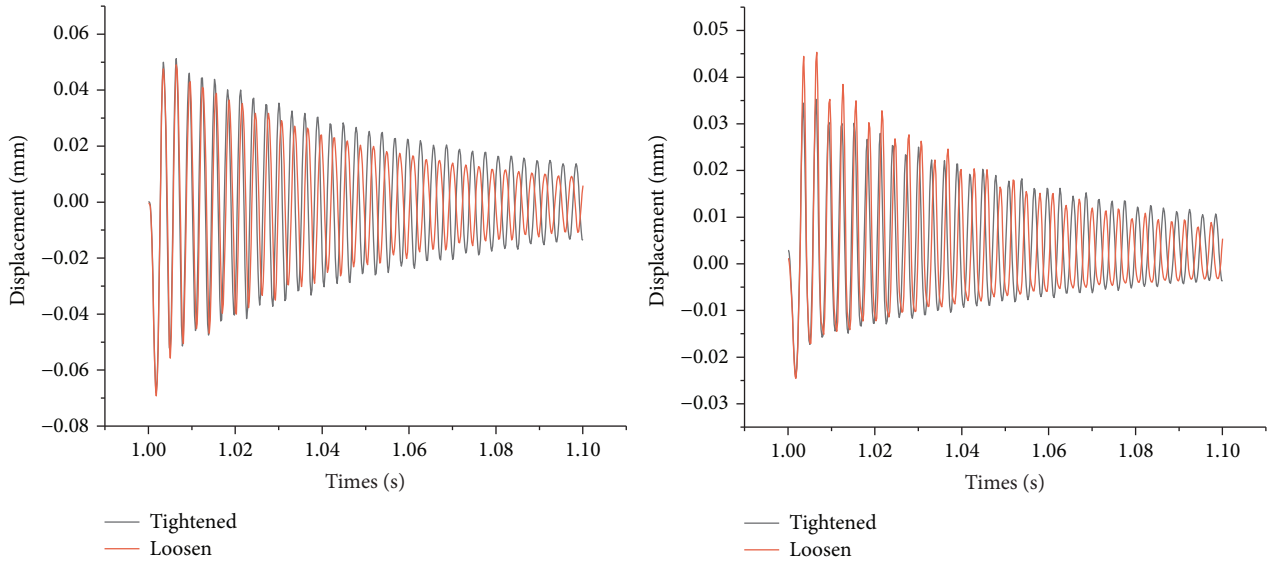 0.06
0.04
0.02
0.00
−0.02
−0.04
−0.06
−0.08
Displacement (mm)
1.00 1.02 1.04 1.06 1.08 1.10
Times (s)
Tightened
Loosen
0.05
0.04
0.03
0.02
0.01
0.00
−0.01
−0.02
−0.03
Displacement (mm)
1.00 1.02 1.04 1.06 1.08 1.10
Times (s)
Tightened
Loosen